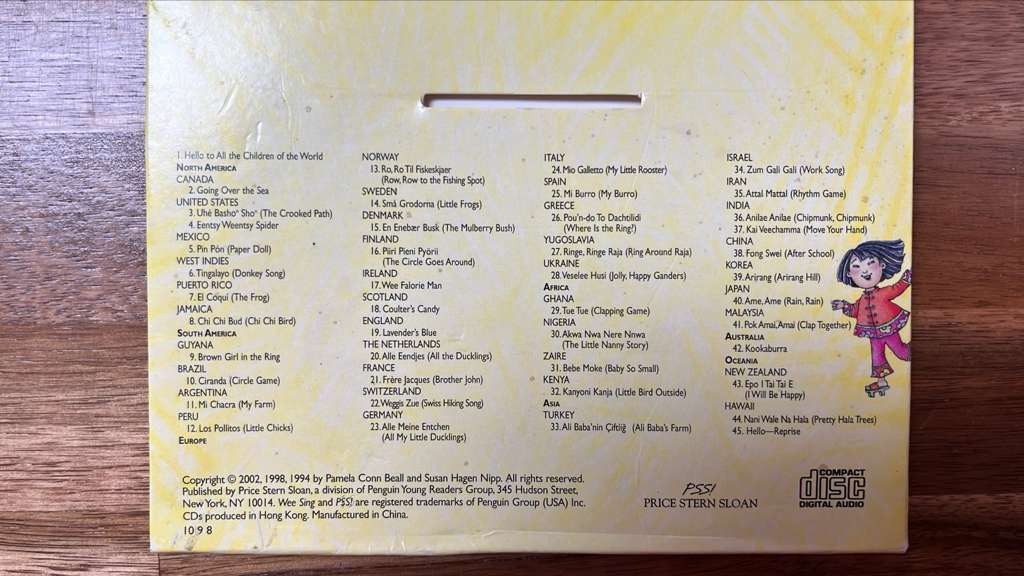 1. Hello to All the Children of the World
NORTH AMERICA
CANADA
2. Going Over the Sea
UNITED STATES
3. Uhé Basho° Sho° (The Crooked Path)
4. Eentsy Weentsy Spider
MEXICO
5. Pin Pón (Paper Doll)
WEST INDIES
6. Tingalayo (Donkey Song)
PUERTO RICO
7. El Coqui (The Frog)
JAMAICA
8. Chi Chi Bud (Chi Chi Bird)
SOUTH AMERICA
GUYANA
9. Brown Girl in the Ring
BRAZIL
10. Ciranda (Circle Game)
ARGENTINA
11. Mi Chacra (My Farm)
PERU
12. Los Pollitos (Little Chicks)
EUROPE
NORWAY
13. Ro, Ro Til Fiskeskjaer
(Row, Row to the Fishing Spot)
SWEDEN
14. Små Grodorna (Little Frogs)
DENMARK
15. En Enebær Busk (The Mulberry Bush)
FINLAND
16. Piiri Pieni Pyörii
(The Circle Goes Around)
IRELAND
17. Wee Falorie Man
SCOTLAND
18. Coulter's Candy
ENGLAND
19. Lavender's Blue
THE NETHERLANDS
20. Alle Eendjes (All the Ducklings)
FRANCE
21. Frère Jacques (Brother John)
SWITZERLAND
22. Weggis Zue (Swiss Hiking Song)
GERMANY
23. Alle Meine Entchen
(All My Little Ducklings)
ITALY
24. Mio Galletto (My Little Rooster)
SPAIN
25. Mi Burro (My Burro)
GREECE
26. Pou'n-do To Dachtilidi
(Where Is the Ring?)
YUGOSLAVIA
27. Ringe, Ringe Raja (Ring Around Raja)
UKRAINE
28. Veselee Husi (Jolly, Happy Ganders)
AFRICA
GHANA
29. Tue Tue (Clapping Game)
NIGERIA
30. Akwa Nwa Nere Nnwa
(The Little Nanny Story)
ZAIRE
31. Bebe Moke (Baby So Small)
KENYA
32. Kanyoni Kanja (Little Bird Outside)
ASIA
TURKEY
33. Ali Baba'nin Çiftliğ (Ali Baba's Farm)
ISRAEL
34. Zum Gali Gali (Work Song)
IRAN
35. Attal Mattal (Rhythm Game)
INDIA
36. Anilae Anilae (Chipmunk, Chipmunk)
37. Kai Veechamma (Move Your Hand)
CHINA
38. Fong Swei (After School)
KOREA
39. Arirang (Arirang Hill)
JAPAN
40. Ame, Ame (Rain, Rain)
MALAYSIA
41. Pok Amai, Amai (Clap Together)
AUSTRALIA
42. Kookaburra
OCEANIA
NEW ZEALAND
43. Epo I Tai Tai E
(I Will Be Happy)
HAWAII
44. Nani Wale Na Hala (Pretty Hala Trees)
45. Hello—Reprise
Copyright © 2002, 1998, 1994 by Pamela Conn Beall and Susan Hagen Nipp. All rights reserved.
Published by Price Stern Sloan, a division of Penguin Young Readers Group, 345 Hudson Street,
New York, NY 10014. Wee Sing and PSS! are registered trademarks of Penguin Group (USA) Inc.
CDs produced in Hong Kong. Manufactured in China.
10 9 8
PSS!
PRICE STERN SLOAN
COMPACT
disc
DIGITAL AUDIO